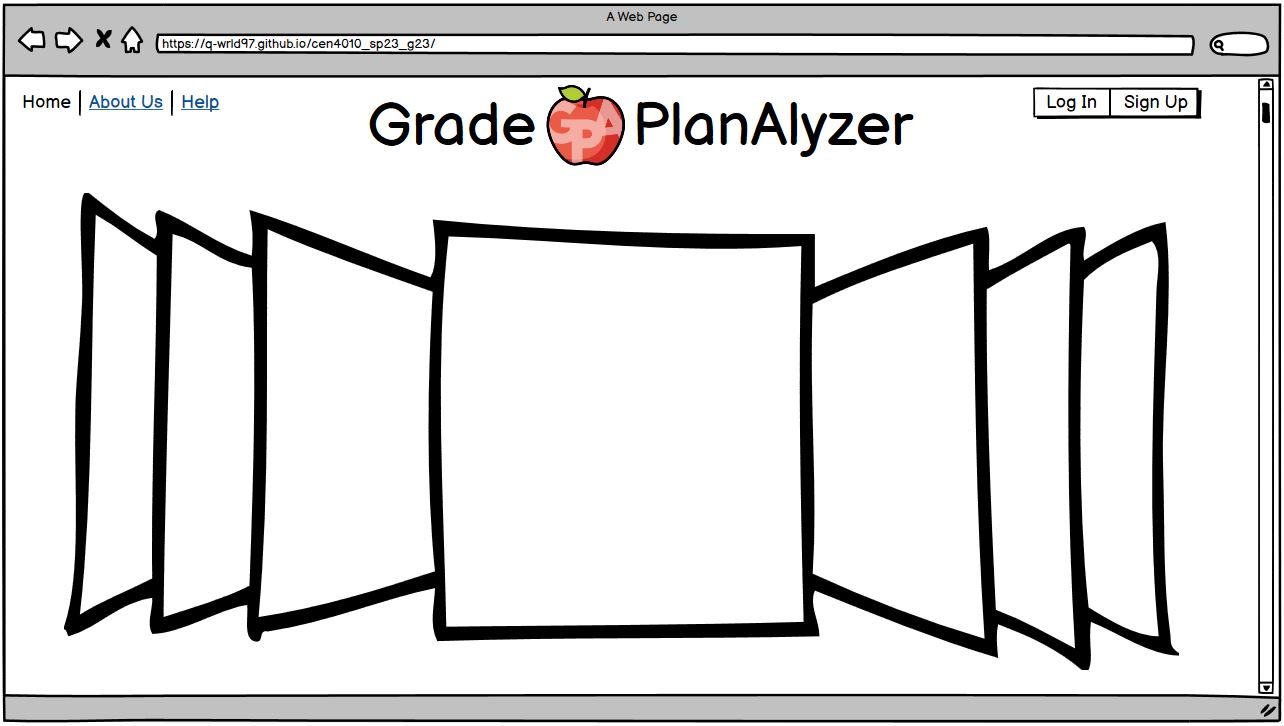 A Web Page
https://q-wrld97.github.io/cen4010_sp23_g23/
Home About Us Help
Log In Sign Up
Grade GPA PlanAlyzer